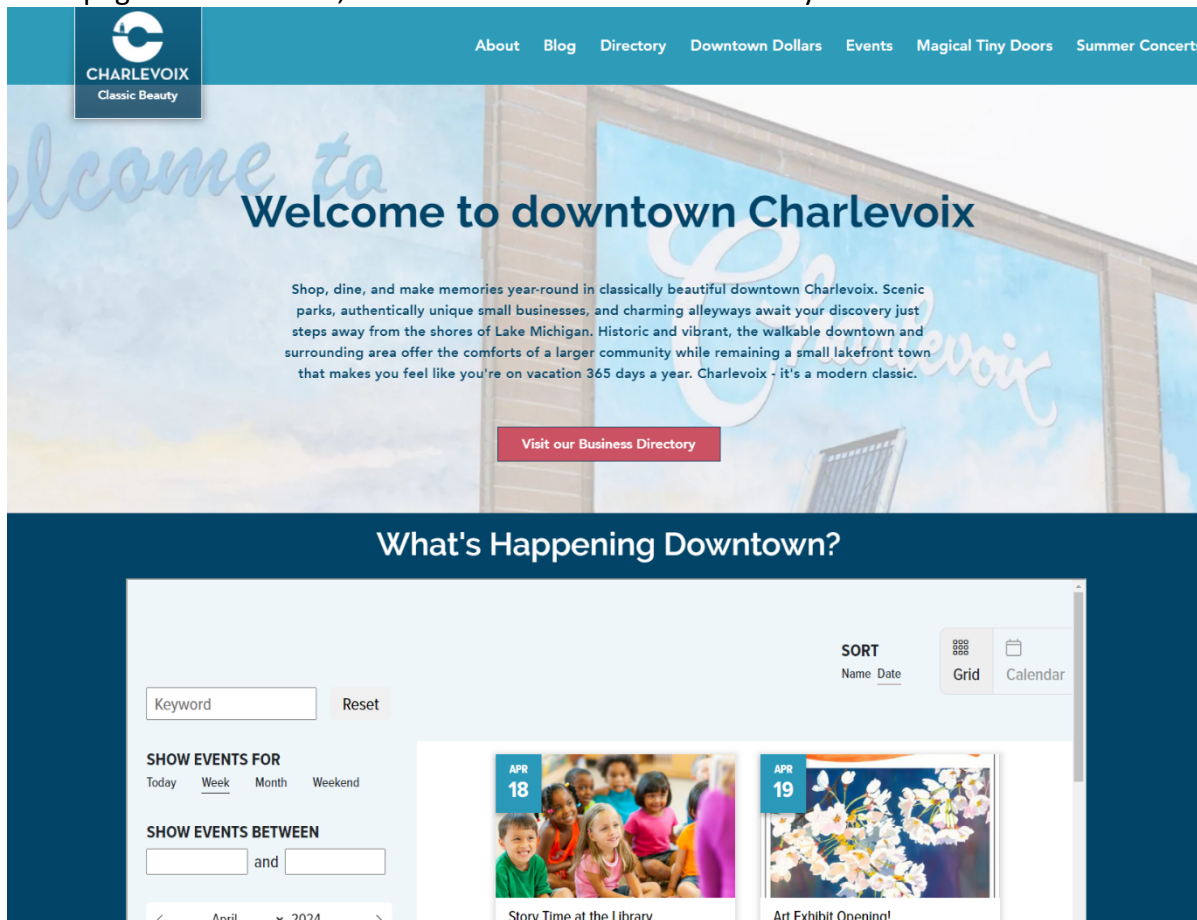 CHARLEVOIX
Classic Beauty
About Blog Directory Downtown Dollars Events Magical Tiny Doors Summer Concerts
Welcome to
Charlevoix
Welcome to downtown Charlevoix
Shop, dine, and make memories year-round in classically beautiful downtown Charlevoix. Scenic
parks, authentically unique small businesses, and charming alleyways await your discovery just
steps away from the shores of Lake Michigan. Historic and vibrant, the walkable downtown and
surrounding area offer the comforts of a larger community while remaining a small lakefront town
that makes you feel like you're on vacation 365 days a year. Charlevoix - it's a modern classic.
Visit our Business Directory
What's Happening Downtown?
SORT
Name Date
Grid Calendar
Keyword Reset
SHOW EVENTS FOR
Today Week Month Weekend
SHOW EVENTS BETWEEN
and
April 2024
APR
18
Story Time at the Library
APR
19
Art Exhibit Opening!